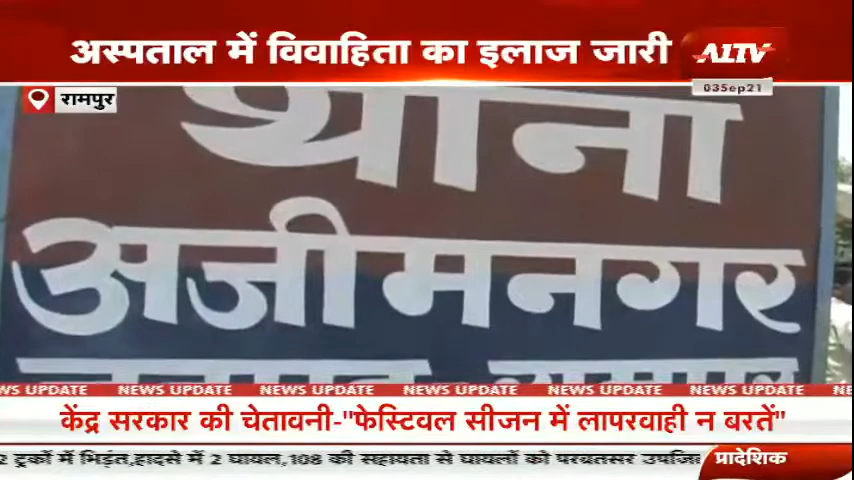 अस्पताल में विवाहिता का इलाज जारी
ALTV
03Sep21
रामपुर
थाना
अजीमनगर
NEWS UPDATE NEWS UPDATE NEWS UPDATE NEWS UPDATE NEWS UPDATE NEWS UPDATE
केंद्र सरकार की चेतावनी-"फेस्टिवल सीजन में लापरवाही न बरतें"
2 ट्रकों में भिड़ंत,हादसे में 2 घायल,108 की सहायता से घायलों को परबतसर
प्रादेशिक